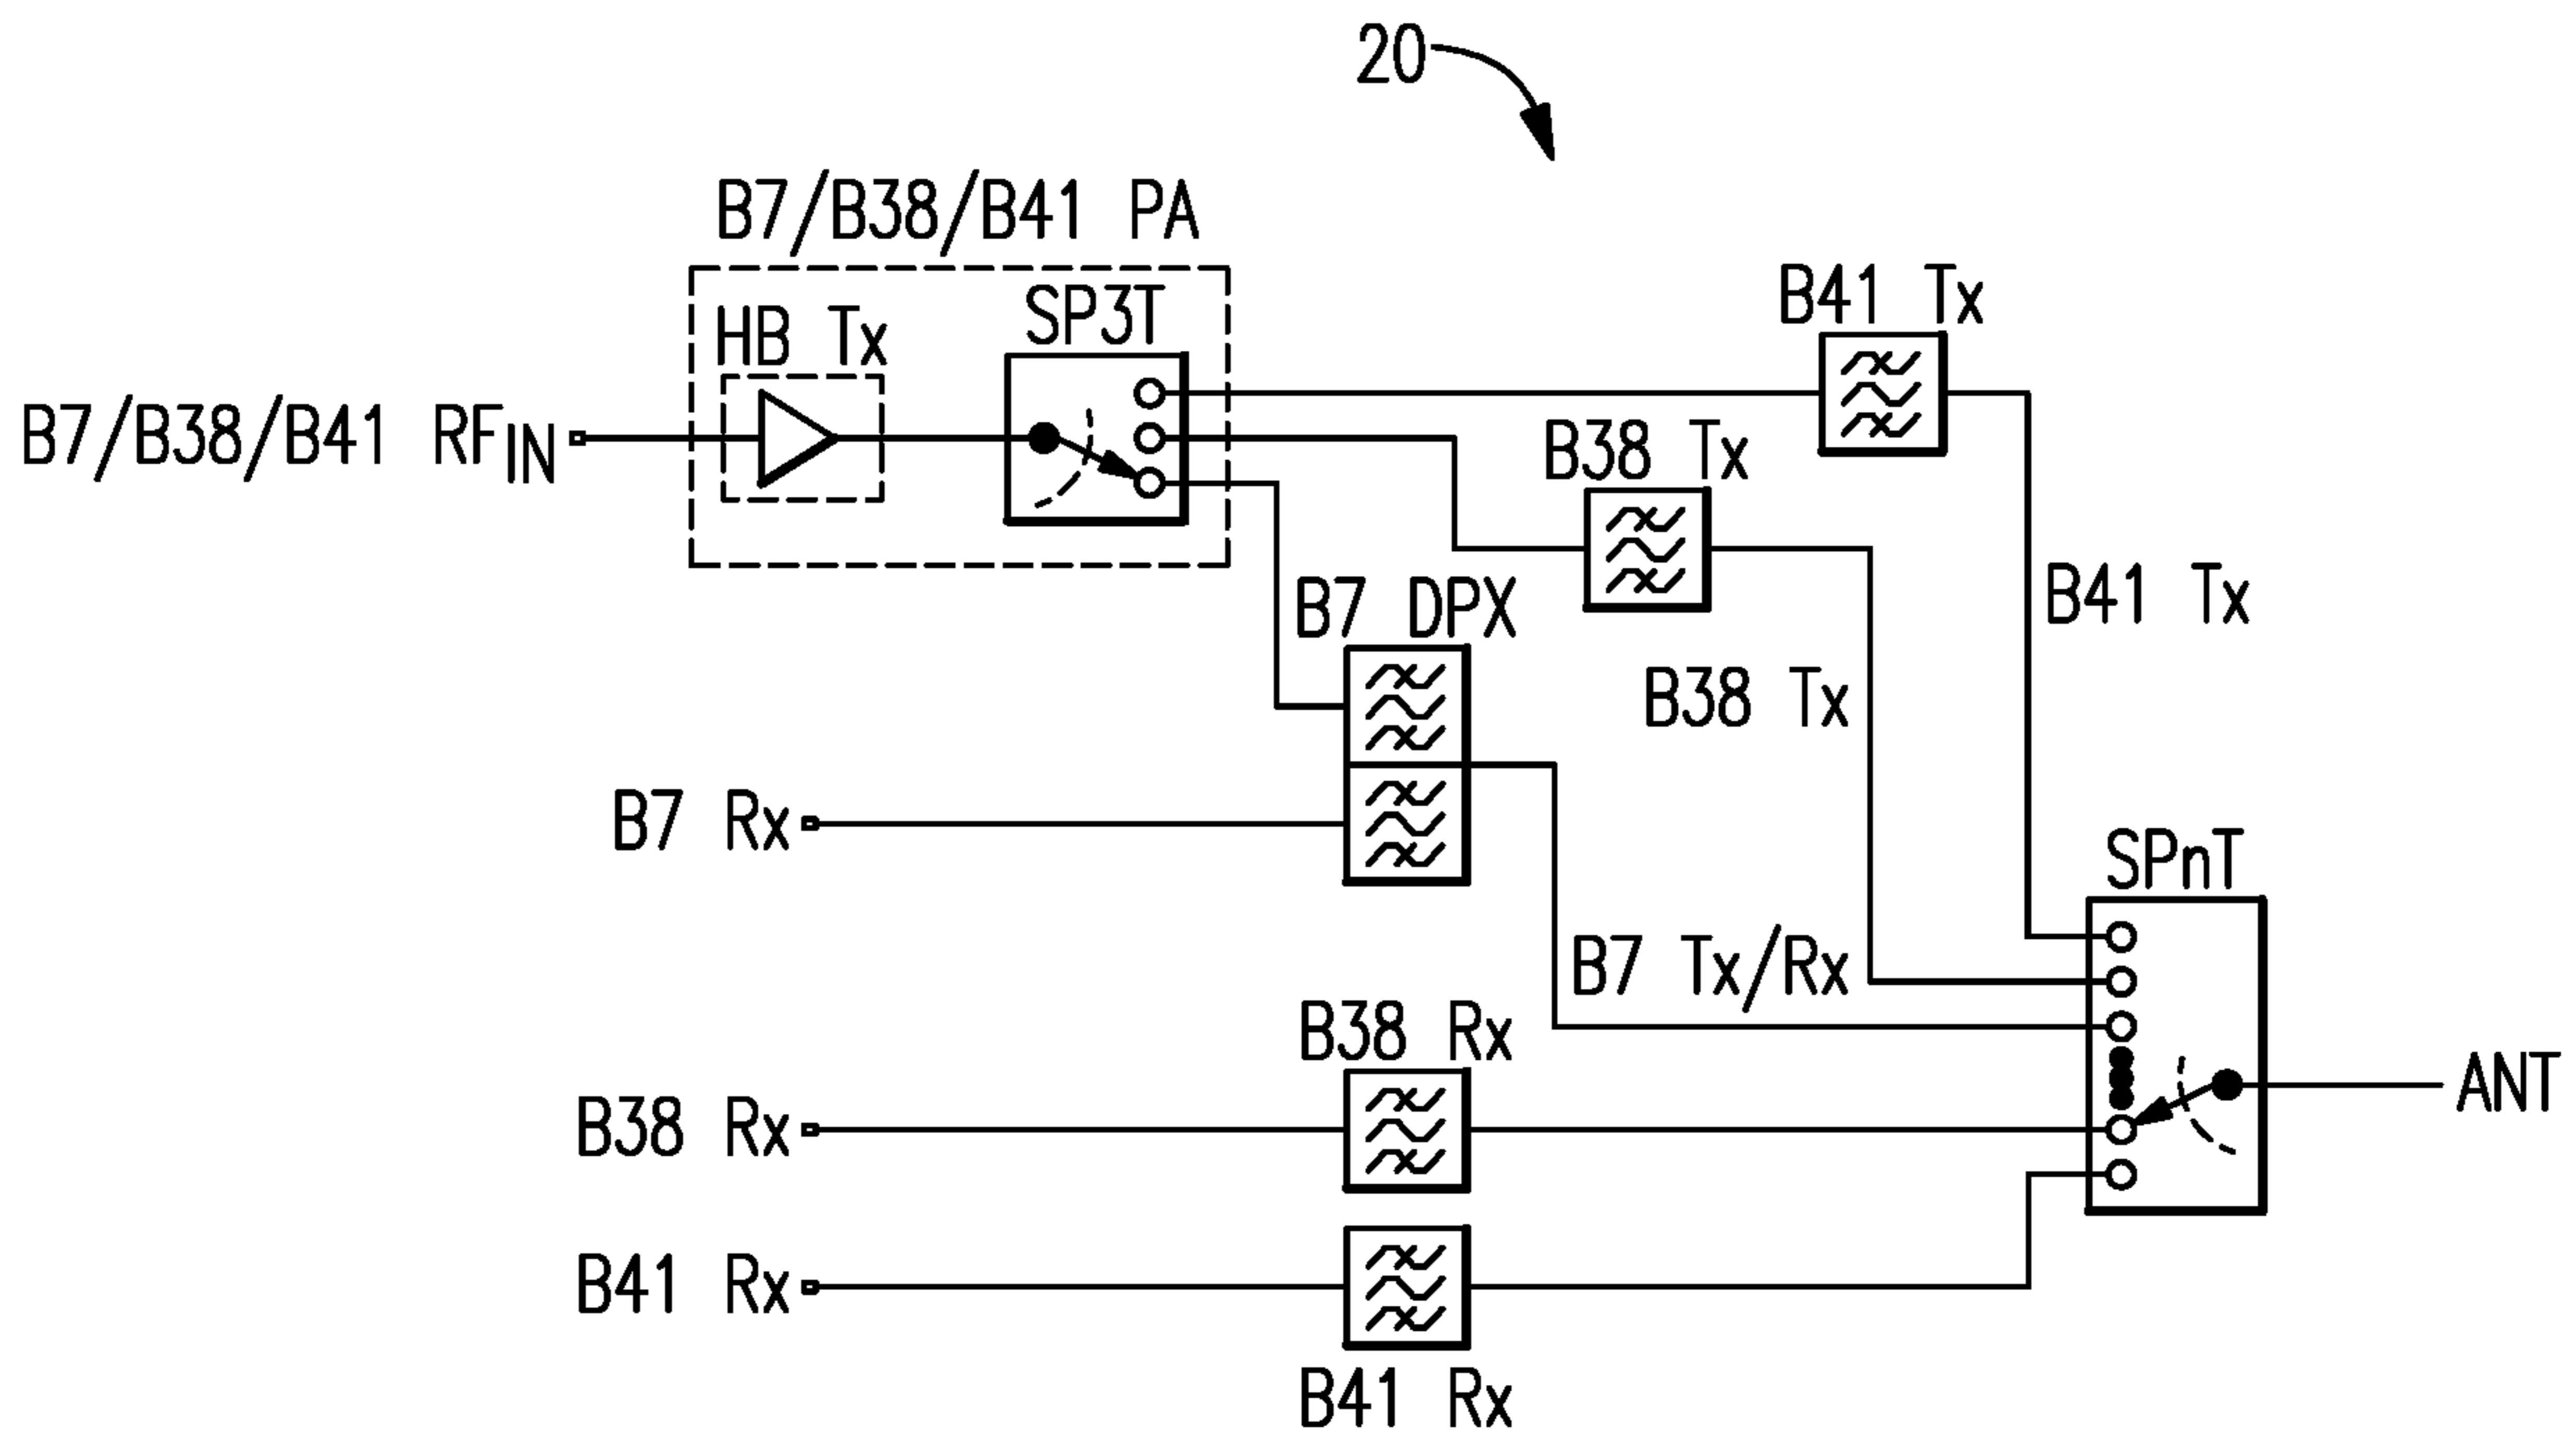 20
B7/B38/B41 PA
B41 Tx
HB Tx
SP3T
B7/B38/B41 RFIN
B38 Tx
B7 DPX
B41 Tx
B38 Tx
B7 Rx
SPnT
B7 Tx/Rx
B38 Rx
ANT
B38 Rx
B41 Rx
B41 Rx